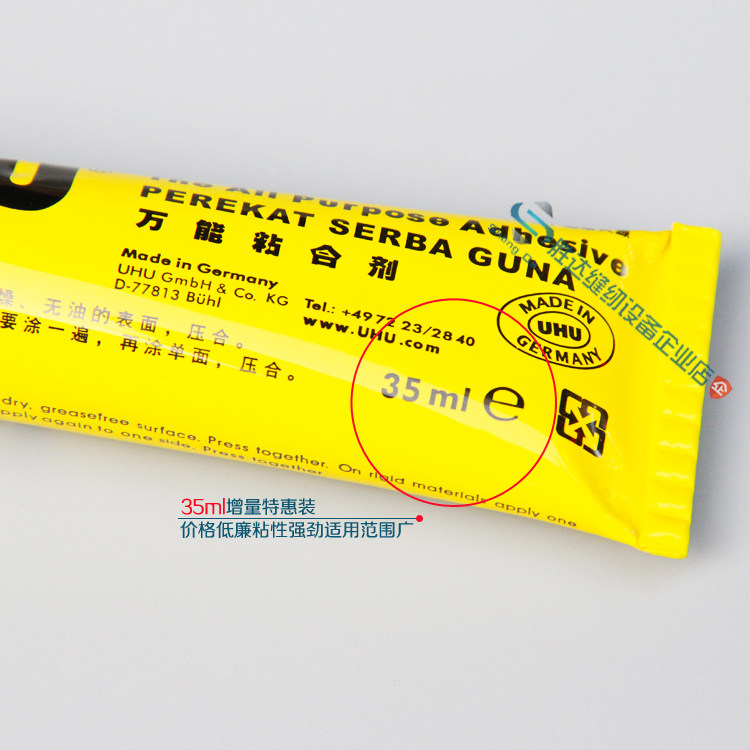 The All Purpose Adhesive
PEREKAT SERBA GUNA
万能粘合剂
Made in Germany
UHU GmbH & Co. KG
D-77813 Bühl
Tel.: +49 72 23/28 40
www.UHU.com
MADE IN
UHU
GERMANY
燥、无油的表面，压合。
要涂一遍，再涂单面，压合。
35 ml e
dry, greasefree surface. Press together. On rigid materials apply one
apply again to one side. Press together.
胜达缝纫设备企业店
企
35ml增量特惠装
价格低廉粘性强劲适用范围广